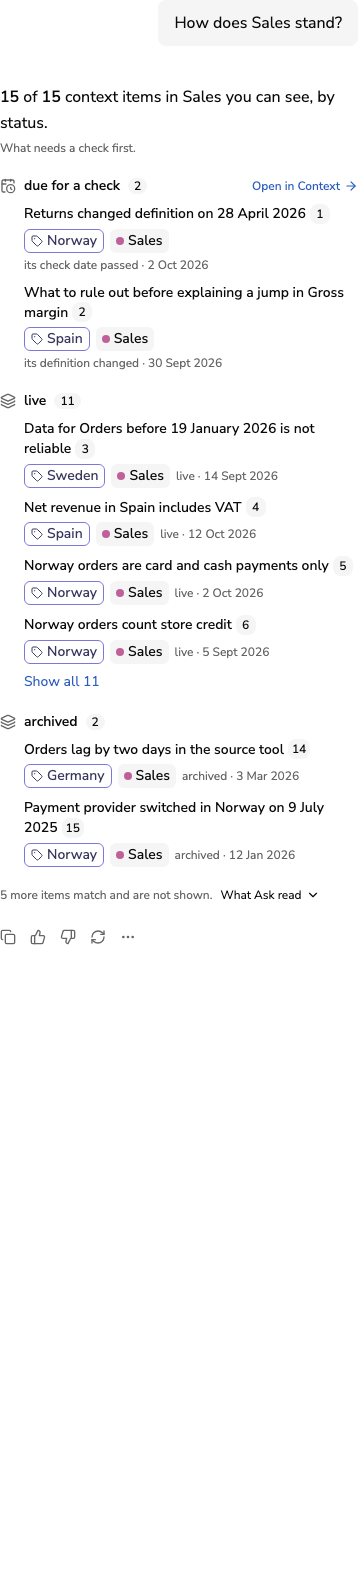 How does Sales stand?
15 of 15 context items in Sales you can see, by
status.
What needs a check first.
due for a check 2 Open in Context →
Returns changed definition on 28 April 2026 1
Norway Sales
its check date passed · 2 Oct 2026
What to rule out before explaining a jump in Gross
margin 2
Spain Sales
its definition changed · 30 Sept 2026
live 11
Data for Orders before 19 January 2026 is not
reliable 3
Sweden Sales live · 14 Sept 2026
Net revenue in Spain includes VAT 4
Spain Sales live · 12 Oct 2026
Norway orders are card and cash payments only 5
Norway Sales live · 2 Oct 2026
Norway orders count store credit 6
Norway Sales live · 5 Sept 2026
Show all 11
archived 2
Orders lag by two days in the source tool 14
Germany Sales archived · 3 Mar 2026
Payment provider switched in Norway on 9 July
2025 15
Norway Sales archived · 12 Jan 2026
5 more items match and are not shown. What Ask read